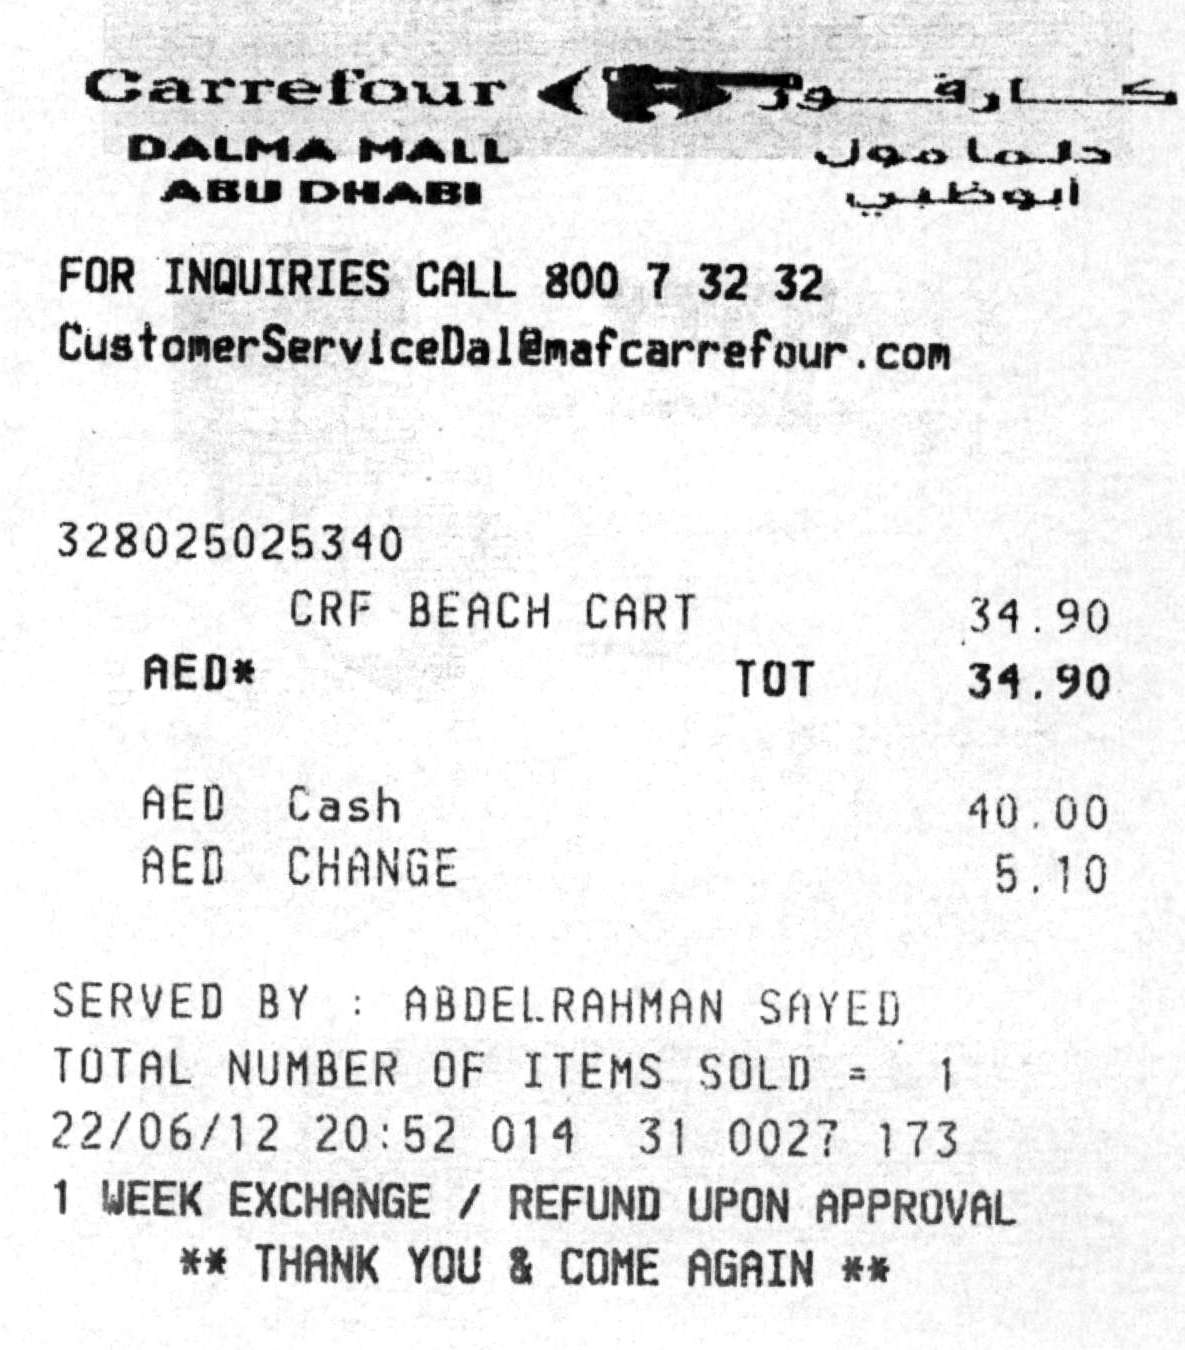 Carrefour كارفور
DALMA MALL دلما مول
ABU DHABI أبوظبي
FOR INQUIRIES CALL 800 7 32 32
CustomerServiceDal@mafcarrefour.com
328025025340
CRF BEACH CART 34.90
AED* TOT 34.90
AED Cash 40.00
AED CHANGE 5.10
SERVED BY : ABDELRAHMAN SAYED
TOTAL NUMBER OF ITEMS SOLD = 1
22/06/12 20:52 014 31 0027 173
1 WEEK EXCHANGE / REFUND UPON APPROVAL
** THANK YOU & COME AGAIN **